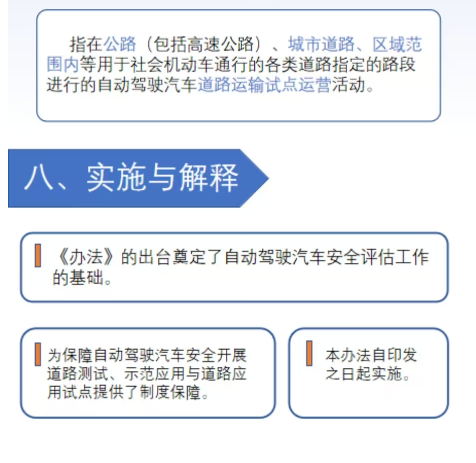 指在公路（包括高速公路）、城市道路、区域范
围内等用于社会机动车通行的各类道路指定的路段
进行的自动驾驶汽车道路运输试点运营活动。
八、实施与解释
《办法》的出台奠定了自动驾驶汽车安全评估工作
的基础。
为保障自动驾驶汽车安全开展
道路测试、示范应用与道路应
用试点提供了制度保障。
本办法自印发
之日起实施。